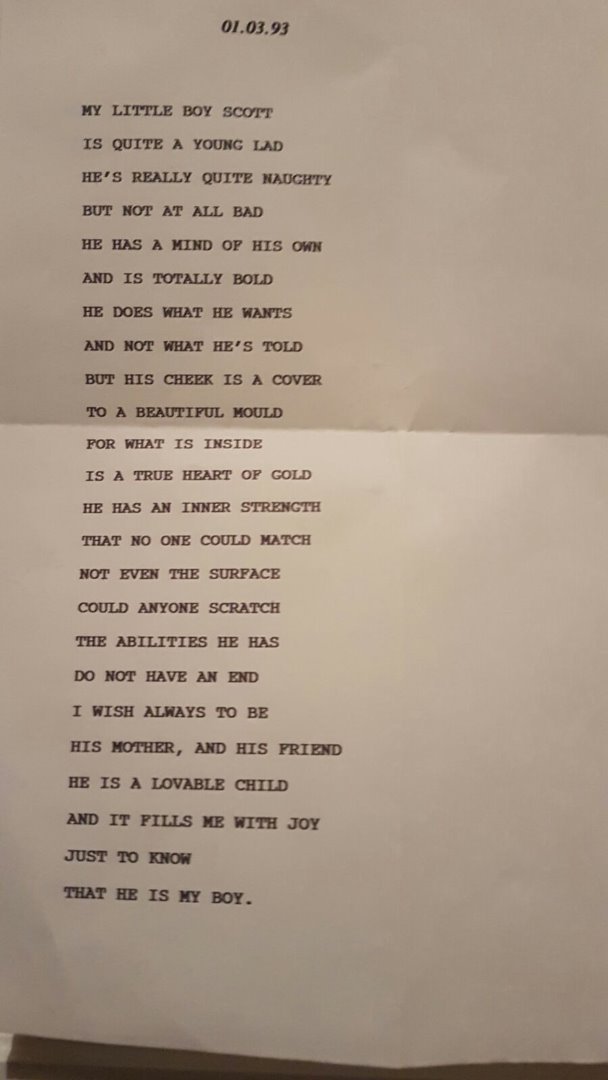 01.03.93
MY LITTLE BOY SCOTT
IS QUITE A YOUNG LAD
HE'S REALLY QUITE NAUGHTY
BUT NOT AT ALL BAD
HE HAS A MIND OF HIS OWN
AND IS TOTALLY BOLD
HE DOES WHAT HE WANTS
AND NOT WHAT HE'S TOLD
BUT HIS CHEEK IS A COVER
TO A BEAUTIFUL MOULD
FOR WHAT IS INSIDE
IS A TRUE HEART OF GOLD
HE HAS AN INNER STRENGTH
THAT NO ONE COULD MATCH
NOT EVEN THE SURFACE
COULD ANYONE SCRATCH
THE ABILITIES HE HAS
DO NOT HAVE AN END
I WISH ALWAYS TO BE
HIS MOTHER, AND HIS FRIEND
HE IS A LOVABLE CHILD
AND IT FILLS ME WITH JOY
JUST TO KNOW
THAT HE IS MY BOY.